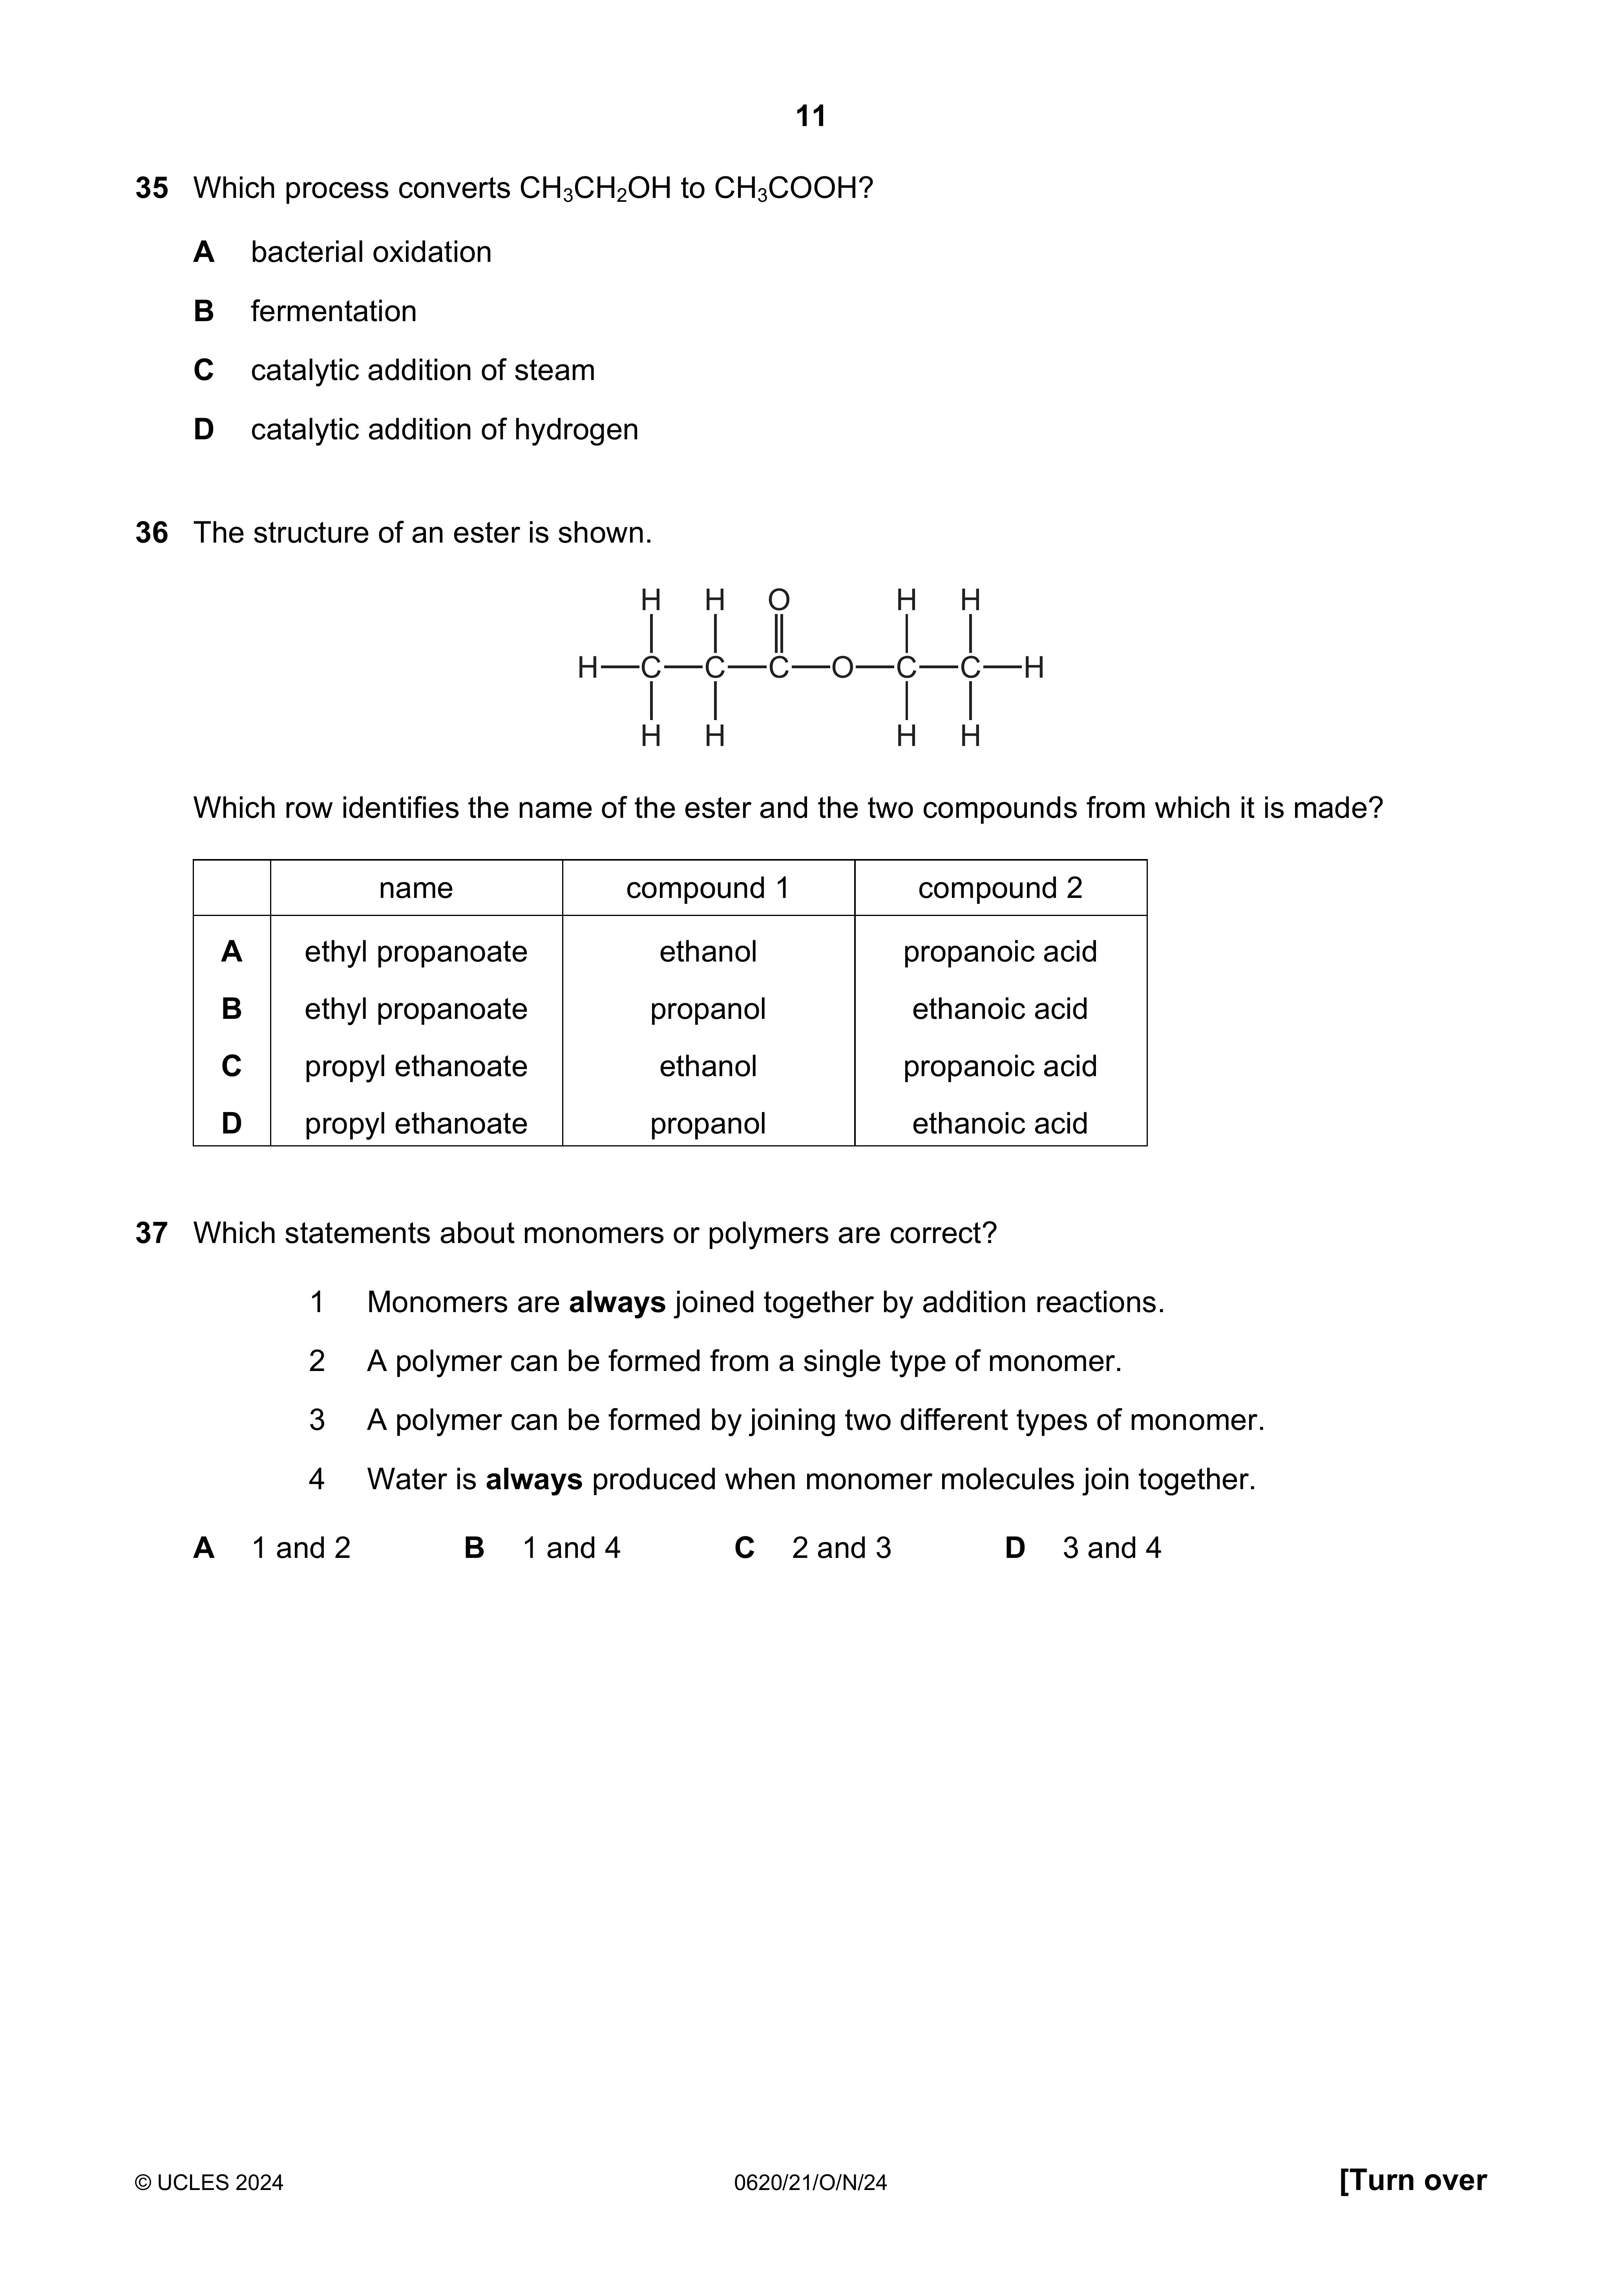 11
35 Which process converts CH3CH2OH to CH3COOH?
A bacterial oxidation
B fermentation
C catalytic addition of steam
D catalytic addition of hydrogen
36 The structure of an ester is shown.
H H O H H
H C C C O C C H
H H H H
Which row identifies the name of the ester and the two compounds from which it is made?
name compound 1 compound 2
A ethyl propanoate ethanol propanoic acid
B ethyl propanoate propanol ethanoic acid
C propyl ethanoate ethanol propanoic acid
D propyl ethanoate propanol ethanoic acid
37 Which statements about monomers or polymers are correct?
1 Monomers are always joined together by addition reactions.
2 A polymer can be formed from a single type of monomer.
3 A polymer can be formed by joining two different types of monomer.
4 Water is always produced when monomer molecules join together.
A 1 and 2 B 1 and 4 C 2 and 3 D 3 and 4
© UCLES 2024 0620/21/O/N/24 [Turn over